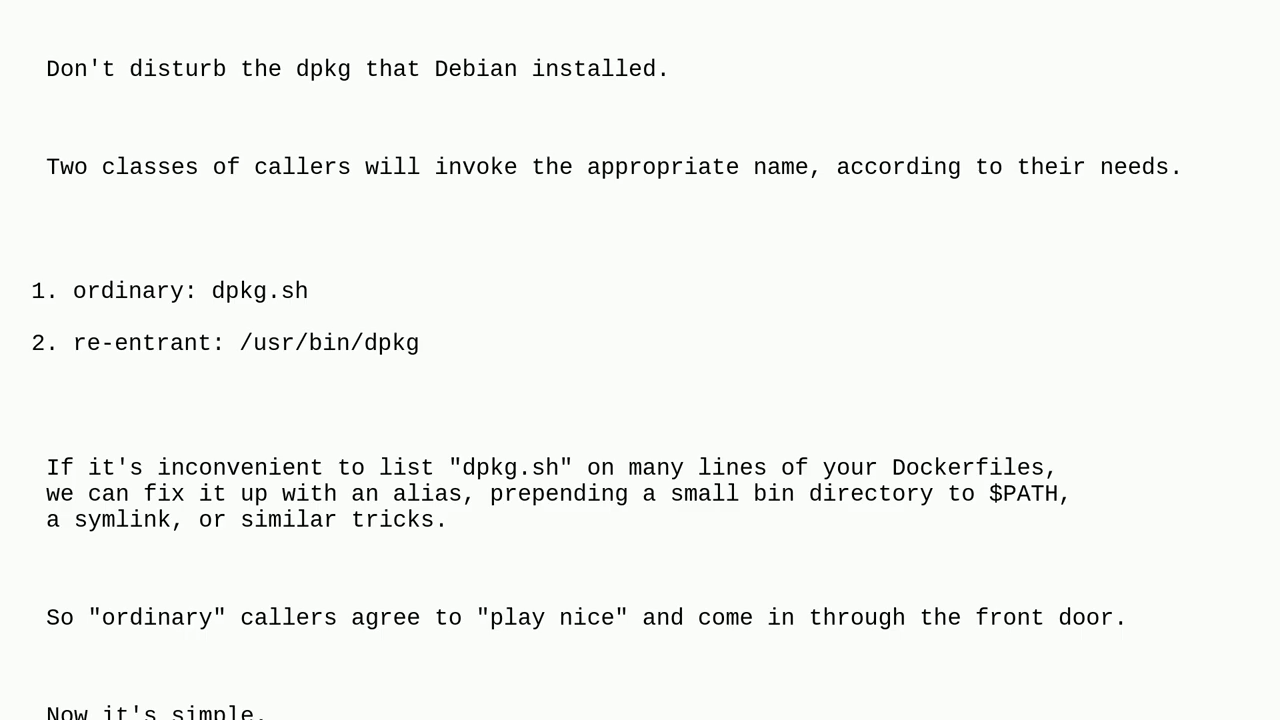 Don't disturb the dpkg that Debian installed.
Two classes of callers will invoke the appropriate name, according to their needs.
1. ordinary: dpkg.sh
2. re-entrant: /usr/bin/dpkg
If it's inconvenient to list "dpkg.sh" on many lines of your Dockerfiles,
we can fix it up with an alias, prepending a small bin directory to $PATH,
a symlink, or similar tricks.
So "ordinary" callers agree to "play nice" and come in through the front door.
Now it's simple.